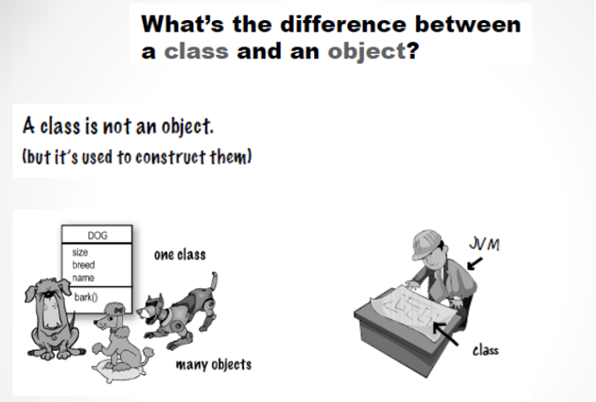 What's the difference between
a class and an object?
A class is not an object.
(but it's used to construct them)
DOG
size
breed
name
bark()
one class
many objects
JVM
class